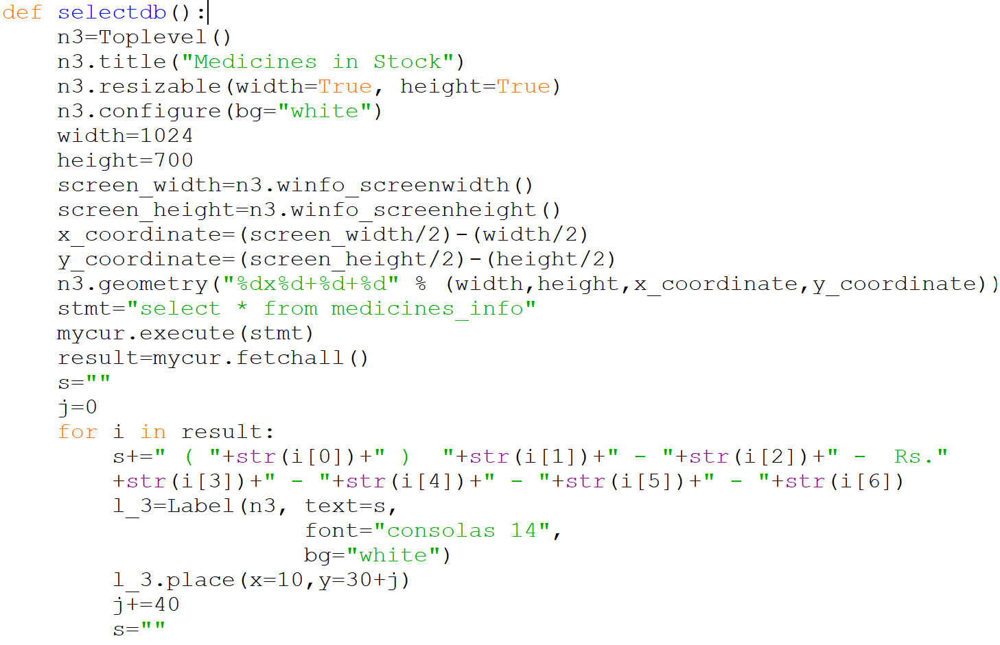 def selectdb():
    n3=Toplevel()
    n3.title("Medicines in Stock")
    n3.resizable(width=True, height=True)
    n3.configure(bg="white")
    width=1024
    height=700
    screen_width=n3.winfo_screenwidth()
    screen_height=n3.winfo_screenheight()
    x_coordinate=(screen_width/2)-(width/2)
    y_coordinate=(screen_height/2)-(height/2)
    n3.geometry("%dx%d+%d+%d" % (width,height,x_coordinate,y_coordinate))
    stmt="select * from medicines_info"
    mycur.execute(stmt)
    result=mycur.fetchall()
    s=""
    j=0
    for i in result:
        s+=" ( "+str(i[0])+" )  "+str(i[1])+" - "+str(i[2])+" -  Rs."
        +str(i[3])+" - "+str(i[4])+" - "+str(i[5])+" - "+str(i[6])
        l_3=Label(n3, text=s,
                      font="consolas 14",
                      bg="white")
        l_3.place(x=10,y=30+j)
        j+=40
        s=""